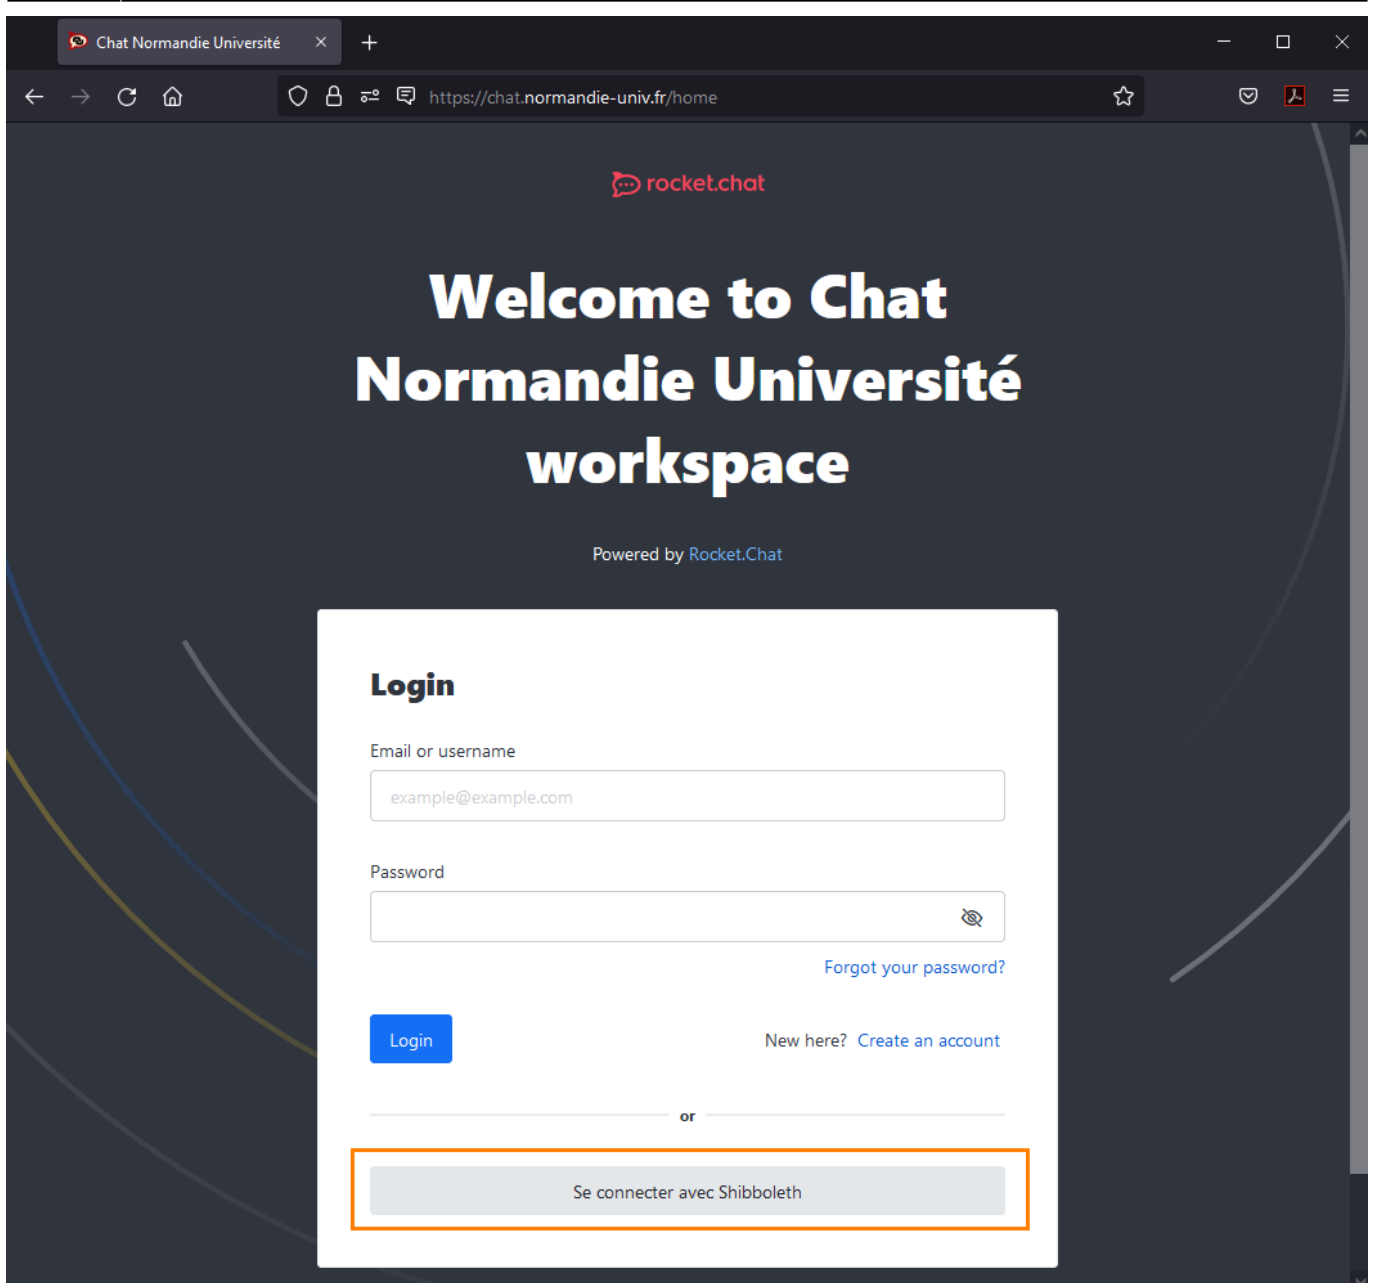 Chat Normandie Université
https://chat.normandie-univ.fr/home
rocket.chat
Welcome to Chat
Normandie Université
workspace
Powered by Rocket.Chat
Login
Email or username
example@example.com
Password
Forgot your password?
Login
New here? Create an account
or
Se connecter avec Shibboleth